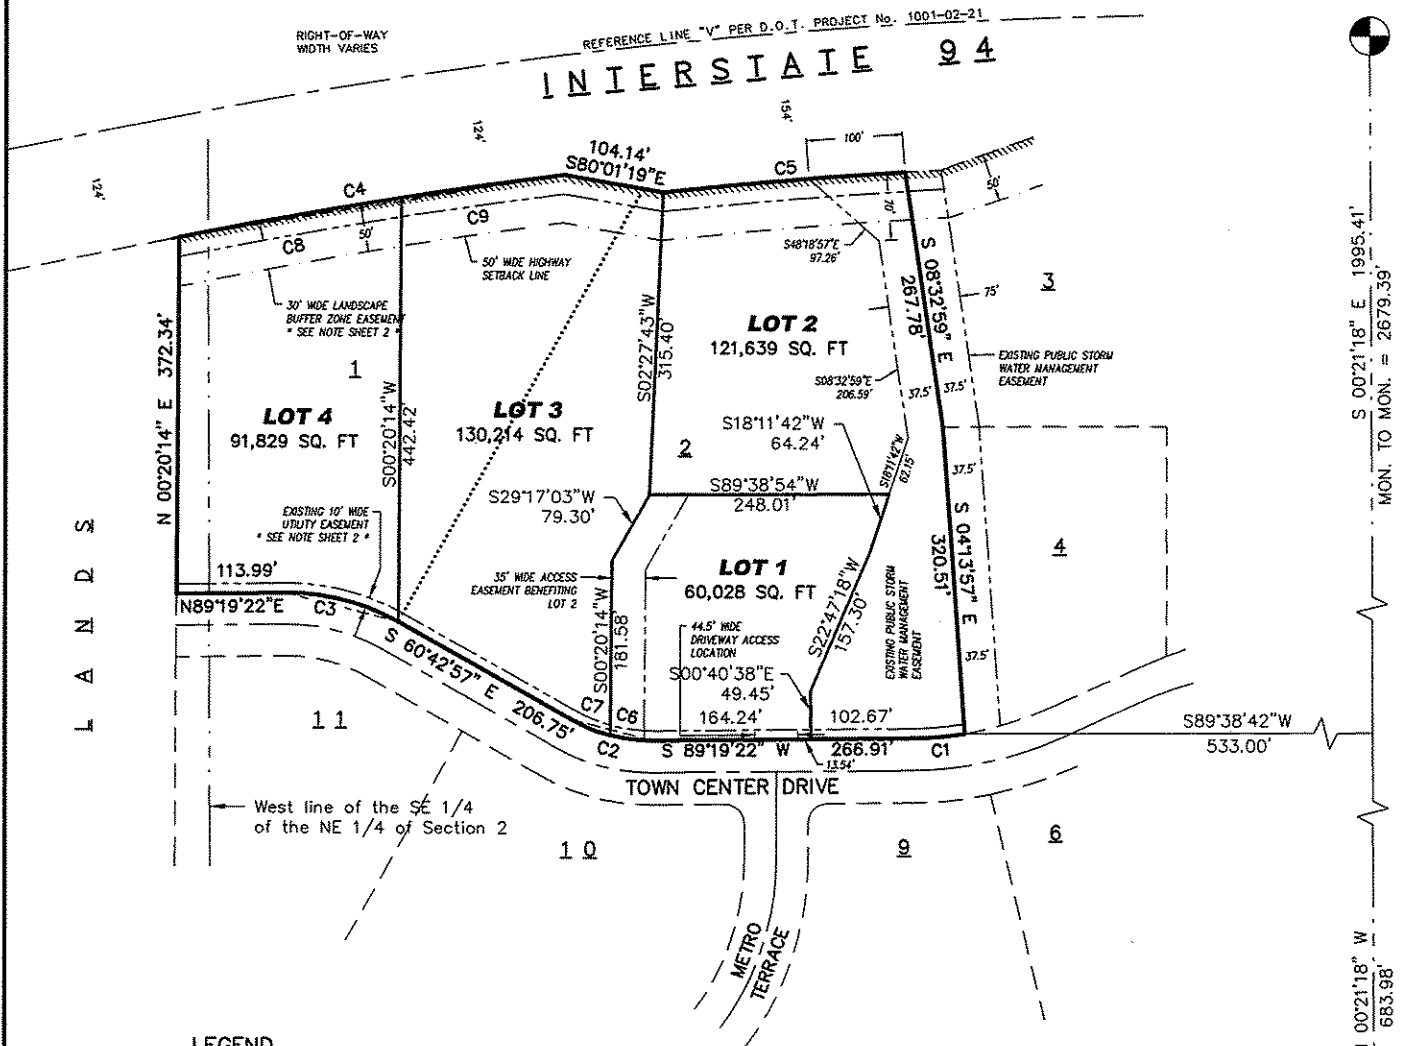 RIGHT-OF-WAY
WIDTH VARIES
REFERENCE LINE "V" PER D.O.T. PROJECT No. 1001-02-21
INTERSTATE 94
124'
124'
154'
100'
104.14'
S80°01'19"E
C4
C5
C8
C9
50'
50'
70'
50' WIDE HIGHWAY
SETBACK LINE
30' WIDE LANDSCAPE
BUFFER ZONE EASEMENT
* SEE NOTE SHEET 2 *
S48°18'57"E
97.26'
S 08°32'59" E
267.78'
75'
3
EXISTING PUBLIC STORM
WATER MANAGEMENT
EASEMENT
N 00°20'14" E 372.34'
1
LOT 4
91,829 SQ. FT
S00°20'14"W
442.42'
LOT 3
130,214 SQ. FT
S02°27'43"W
315.40'
LOT 2
121,639 SQ. FT
S08°32'59"E
206.59'
37.5'
37.5'
2
S18°11'42"W
64.24'
S18°11'42"W
62.15'
37.5'
S 04°13'57" E
320.51'
4
S89°38'54"W
248.01'
S29°17'03"W
79.30'
EXISTING 10' WIDE
UTILITY EASEMENT
* SEE NOTE SHEET 2 *
LANDS
113.99'
N89°19'22"E
C3
35' WIDE ACCESS
EASEMENT BENEFITING
LOT 2
S00°20'14"W
181.58'
LOT 1
60,028 SQ. FT
S22°47'18"W
157.30'
EXISTING PUBLIC STORM
WATER MANAGEMENT
EASEMENT
37.5'
44.5' WIDE
DRIVEWAY ACCESS
LOCATION
S00°40'38"E
49.45'
S 60°42'57" E 206.75'
C7
C6
C2
164.24'
102.67'
S 89°19'22" W
266.91'
C1
13.54'
TOWN CENTER DRIVE
S89°38'42"W
533.00'
11
West line of the SE 1/4
of the NE 1/4 of Section 2
10
9
6
METRO
TERRACE
S 00°21'18" E 1995.41'
MON. TO MON. = 2679.39'
00°21'18" W
683.98'
LEGEND